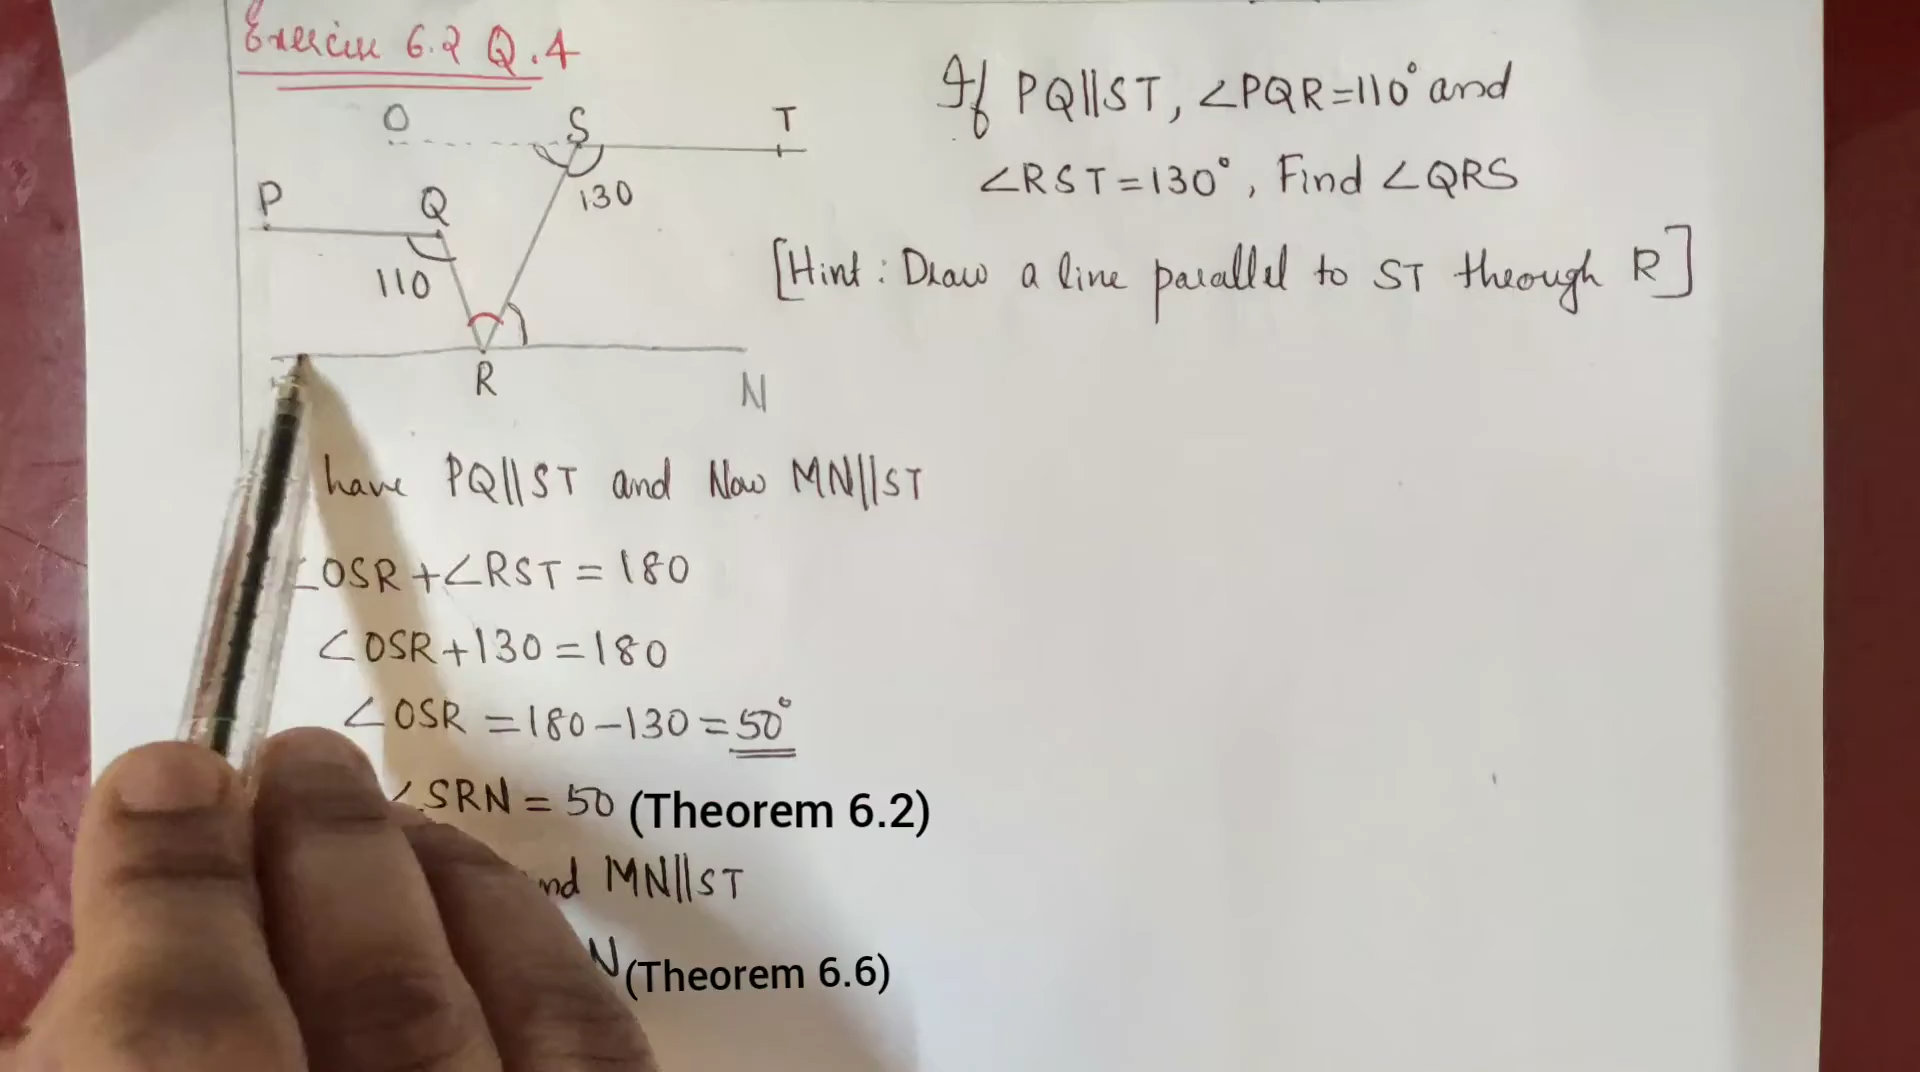 Exercise 6.2 Q.4
If PQ||ST, ∠PQR=110° and
∠RST=130°, Find ∠QRS
[Hint: Draw a line parallel to ST theough R]
O S T
130
P Q
110
R N
have PQ||ST and Now MN||ST
∠OSR+∠RST=180
∠OSR+130=180
∠OSR=180-130=50°
∠SRN=50 (Theorem 6.2)
MN||ST
N (Theorem 6.6)